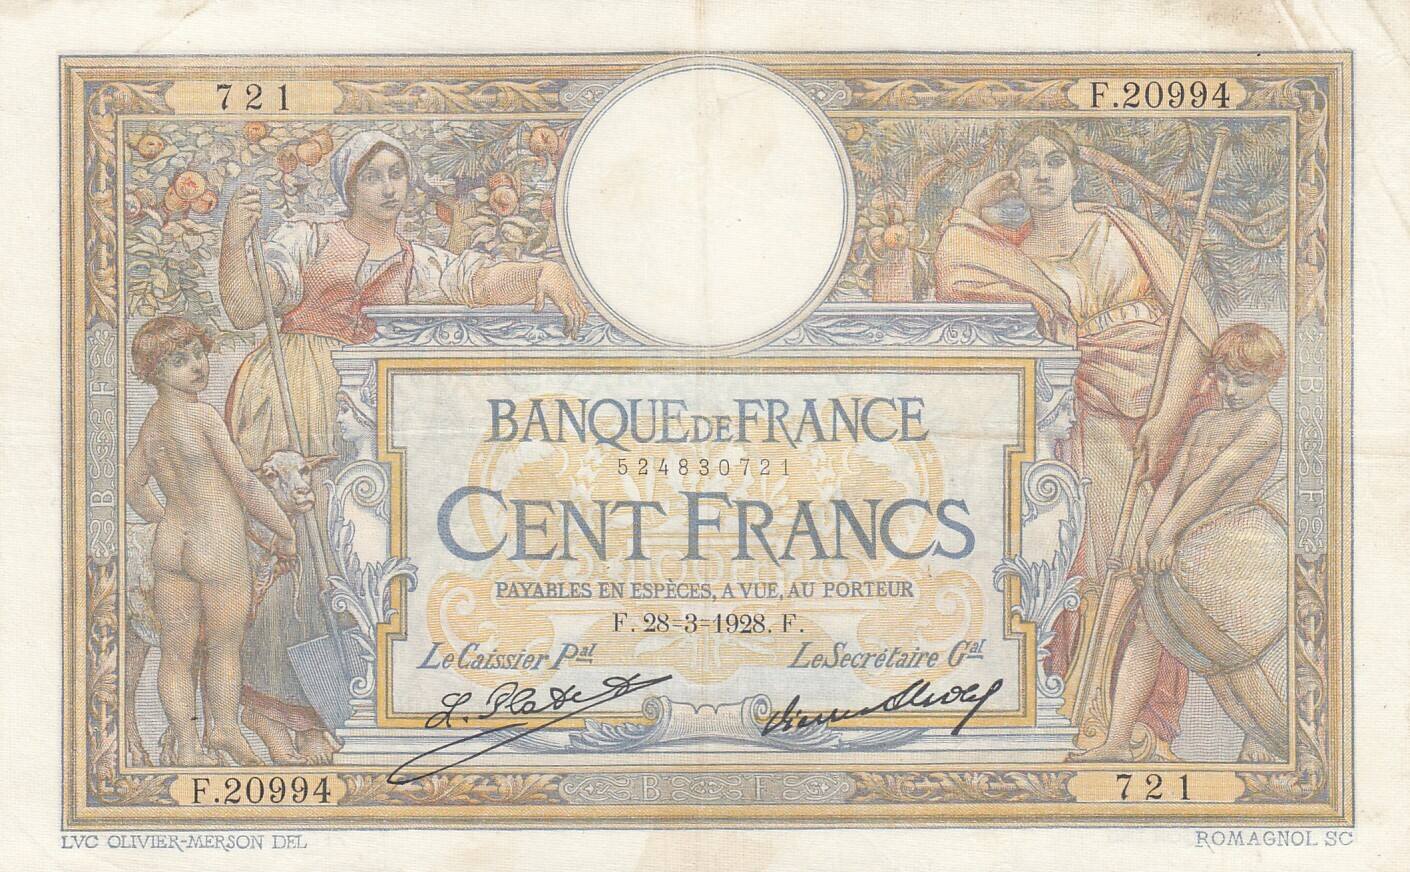 721 F.20994
BANQUE DE FRANCE
524830721
CENT FRANCS
PAYABLES EN ESPÈCES, A VUE, AU PORTEUR
F. 28=3=1928. F.
Le Caissier Pal Le Secrétaire Gal
B F
B F
F.20994 B F 721
LVC OLIVIER-MERSON DEL ROMAGNOL SC